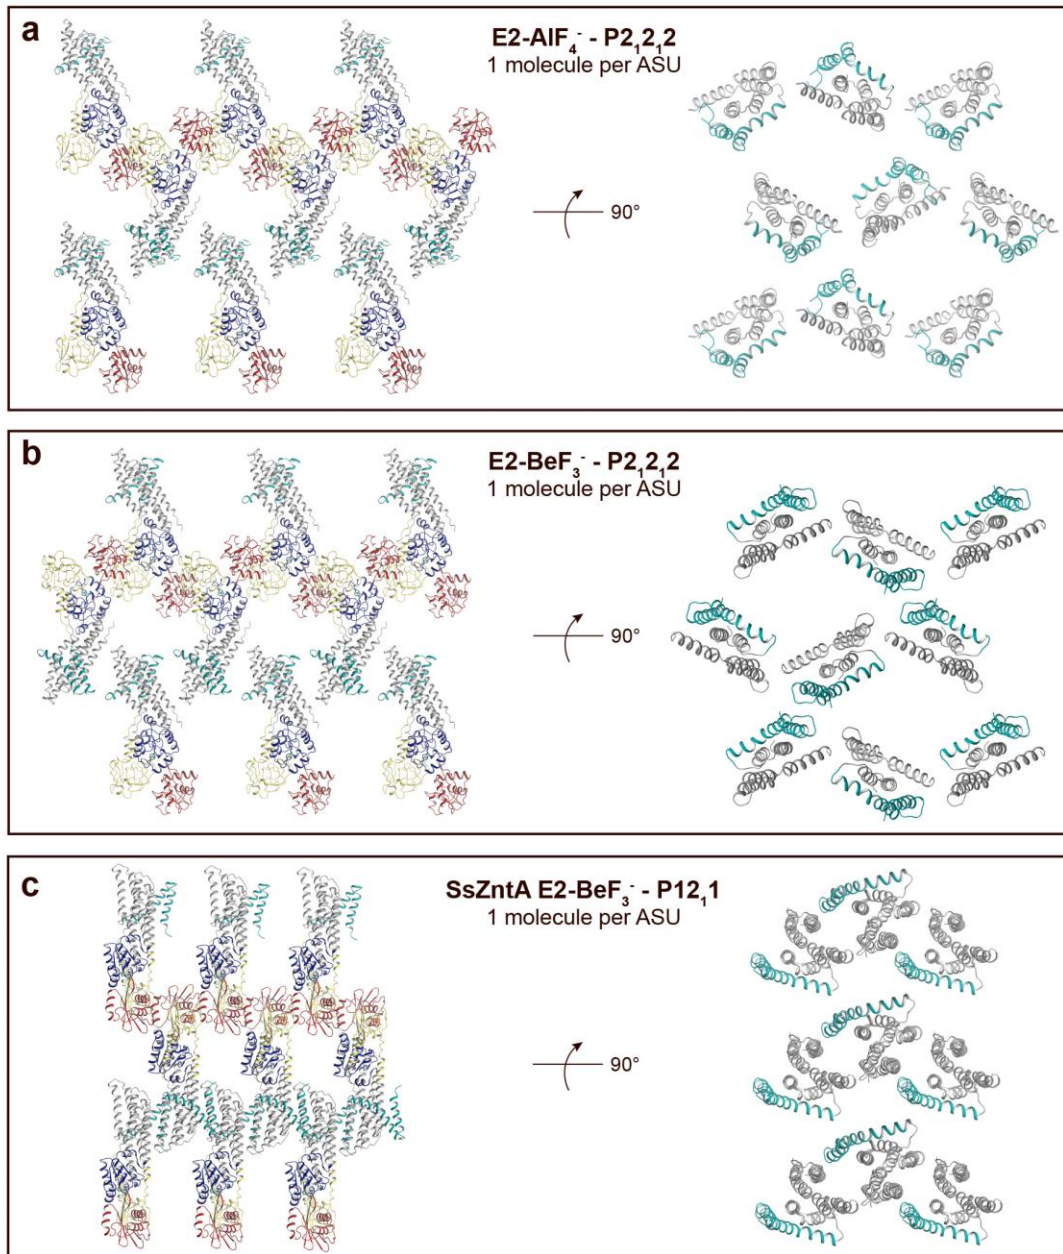 a
E2-AlF₄⁻ - P2₁2₁2
1 molecule per ASU
90°
b
E2-BeF₃⁻ - P2₁2₁2
1 molecule per ASU
90°
c
SsZntA E2-BeF₃⁻ - P12₁1
1 molecule per ASU
90°